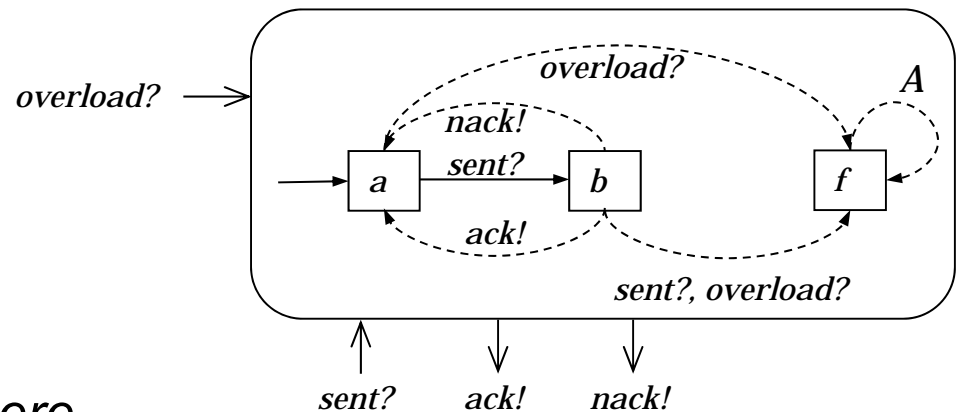 overload?
overload?
A
nack!
sent?
a
b
f
ack!
sent?, overload?
sent?
ack!
nack!